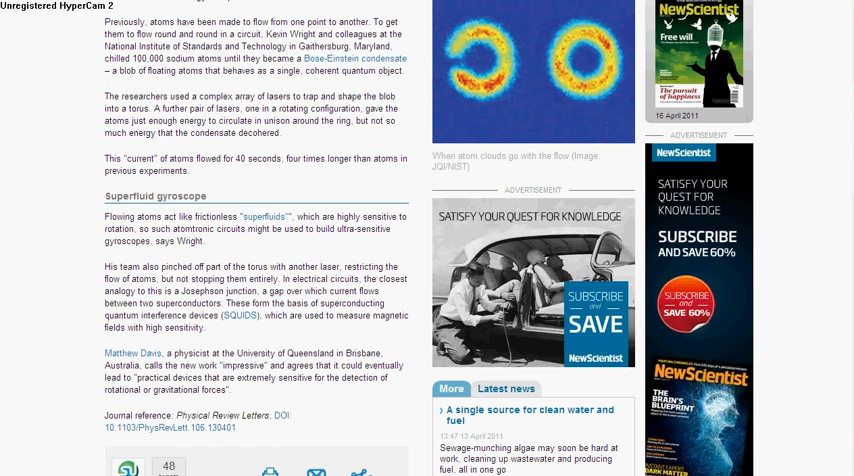 Unregistered HyperCam 2
Previously, atoms have been made to flow from one point to another. To get
them to flow round and round in a circuit, Kevin Wright and colleagues at the
National Institute of Standards and Technology in Gaithersburg, Maryland,
chilled 100,000 sodium atoms until they became a Bose-Einstein condensate
– a blob of floating atoms that behaves as a single, coherent quantum object.
The researchers used a complex array of lasers to trap and shape the blob
into a torus. A further pair of lasers, one in a rotating configuration, gave the
atoms just enough energy to circulate in unison around the ring, but not so
much energy that the condensate decohered.
This "current" of atoms flowed for 40 seconds, four times longer than atoms in
previous experiments.
Superfluid gyroscope
Flowing atoms act like frictionless "superfluids"", which are highly sensitive to
rotation, so such atomtronic circuits might be used to build ultra-sensitive
gyroscopes, says Wright.
His team also pinched off part of the torus with another laser, restricting the
flow of atoms, but not stopping them entirely. In electrical circuits, the closest
analogy to this is a Josephson junction, a gap over which current flows
between two superconductors. These form the basis of superconducting
quantum interference devices (SQUIDS), which are used to measure magnetic
fields with high sensitivity.
Matthew Davis, a physicist at the University of Queensland in Brisbane,
Australia, calls the new work "impressive" and agrees that it could eventually
lead to "practical devices that are extremely sensitive for the detection of
rotational or gravitational forces".
Journal reference: Physical Review Letters, DOI:
10.1103/PhysRevLett.106.130401
48
When atom clouds go with the flow (Image:
JQI/NIST)
ADVERTISEMENT
SATISFY YOUR QUEST FOR KNOWLEDGE
SUBSCRIBE
and
SAVE
NewScientist
More
Latest news
A single source for clean water and
fuel
13:47 13 April 2011
Sewage-munching algae may soon be hard at
work, cleaning up wastewater and producing
fuel, all in one go
NewScientist
Free will
The pursuit
of happiness
16 April 2011
ADVERTISEMENT
NewScientist
SATISFY YOUR
QUEST FOR
KNOWLEDGE
SUBSCRIBE
AND SAVE 60%
SUBSCRIBE
and
SAVE 60%
NewScientist
THE
BRAIN'S
BLUEPRINT
INSTANT EXPERT
DARK MATTER